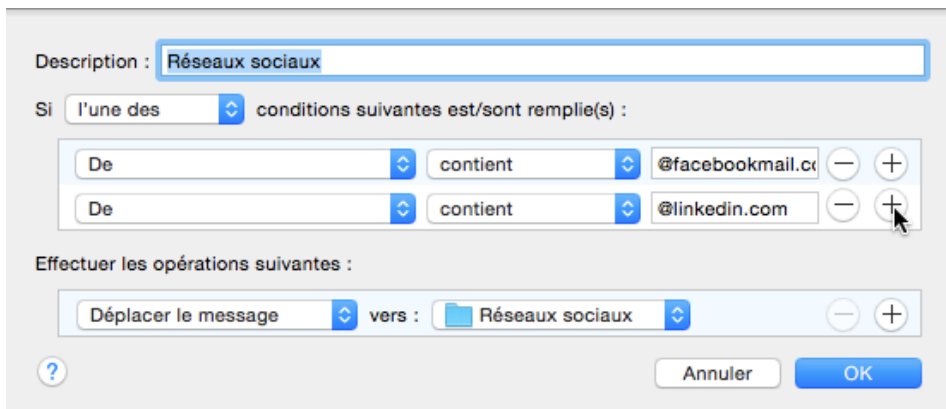 Description : Réseaux sociaux
Si l'une des conditions suivantes est/sont remplie(s) :
De contient @facebookmail.co
De contient @linkedin.com
Effectuer les opérations suivantes :
Déplacer le message vers : Réseaux sociaux
? Annuler OK